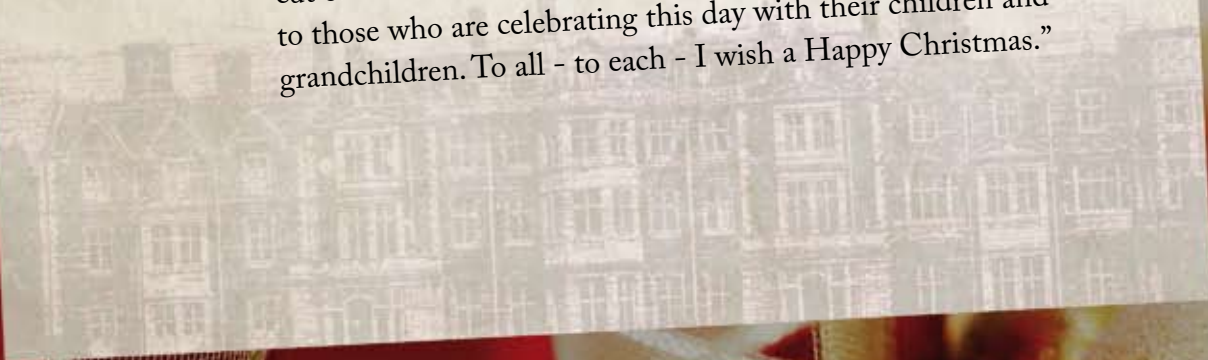 to those who are celebrating this day with their children and
grandchildren. To all - to each - I wish a Happy Christmas.”